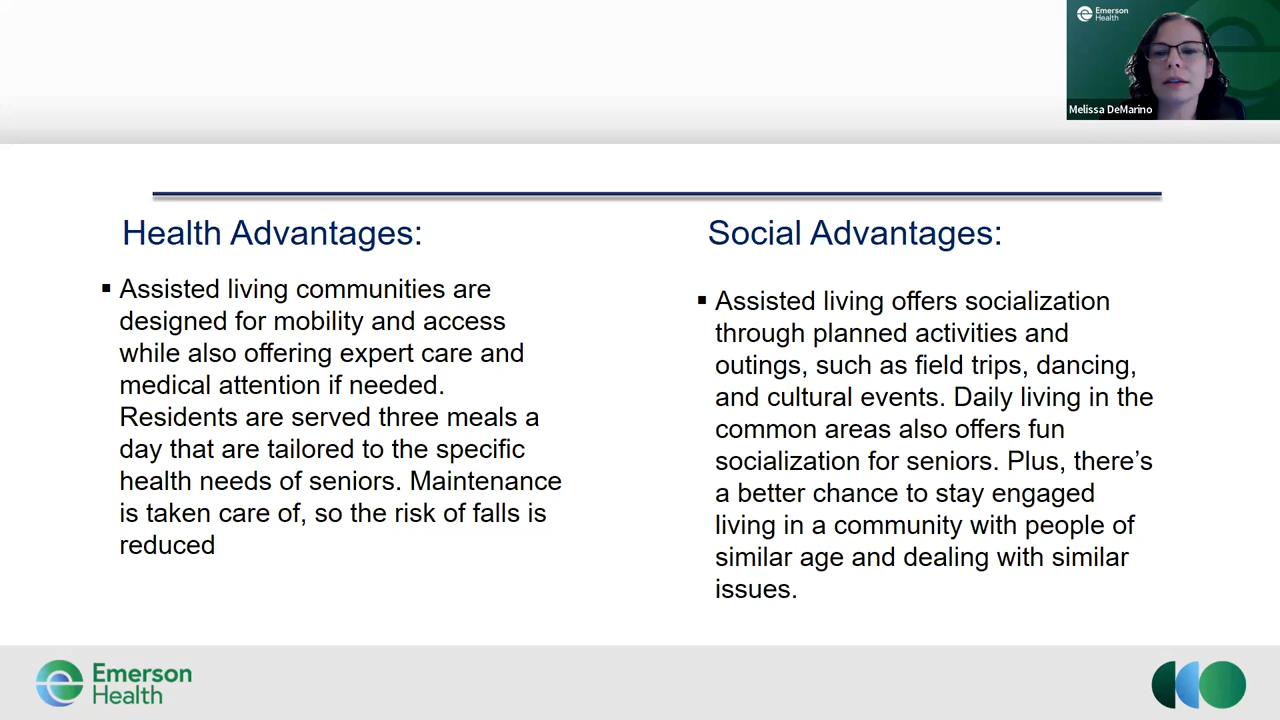 Emerson
Health
Melissa DeMarino
Health Advantages:
▪ Assisted living communities are
designed for mobility and access
while also offering expert care and
medical attention if needed.
Residents are served three meals a
day that are tailored to the specific
health needs of seniors. Maintenance
is taken care of, so the risk of falls is
reduced
Social Advantages:
▪ Assisted living offers socialization
through planned activities and
outings, such as field trips, dancing,
and cultural events. Daily living in the
common areas also offers fun
socialization for seniors. Plus, there’s
a better chance to stay engaged
living in a community with people of
similar age and dealing with similar
issues.
Emerson
Health